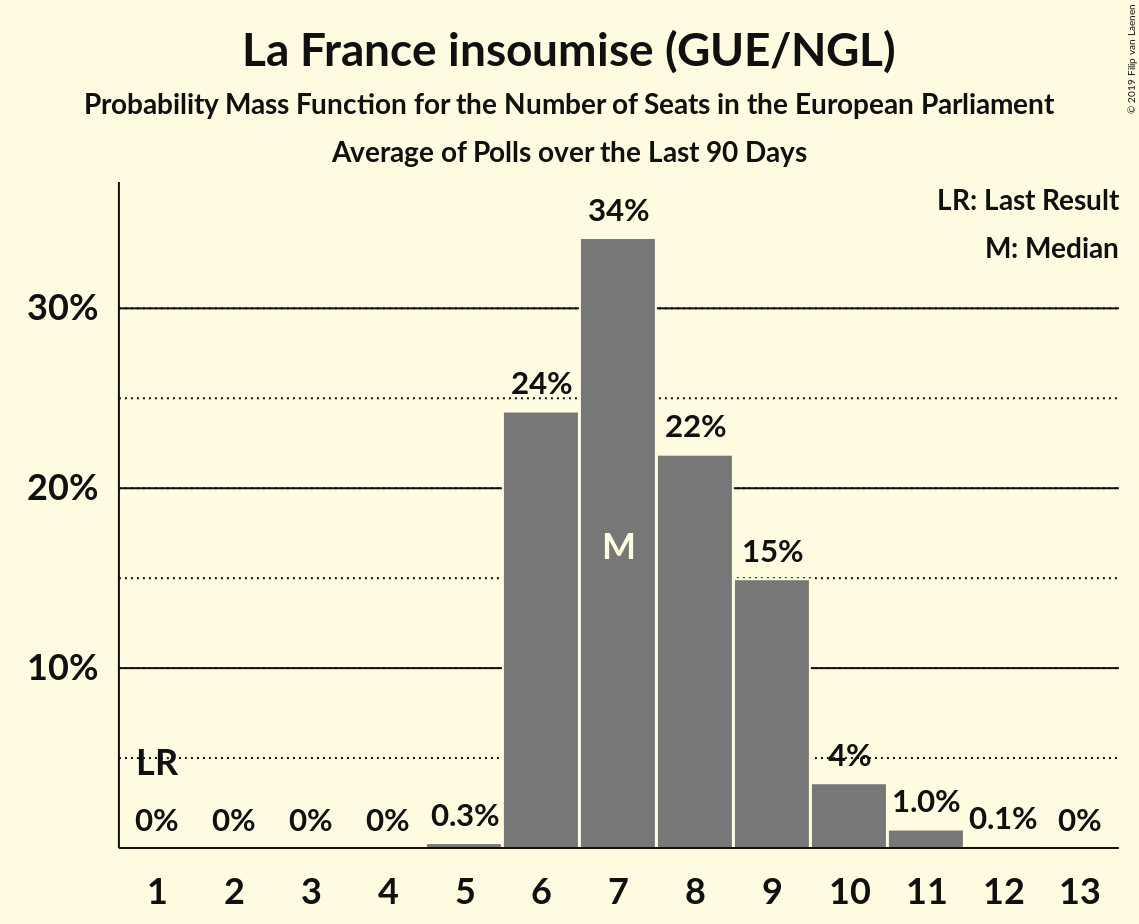 La France insoumise (GUE/NGL)
Probability Mass Function for the Number of Seats in the European Parliament
Average of Polls over the Last 90 Days
© 2019 Filip van Laenen
LR: Last Result
M: Median
30%
20%
10%
34%
24%
22%
M
15%
LR
0%
0%
0%
0%
0.3%
4%
1.0%
0.1%
0%
1 2 3 4 5 6 7 8 9 10 11 12 13